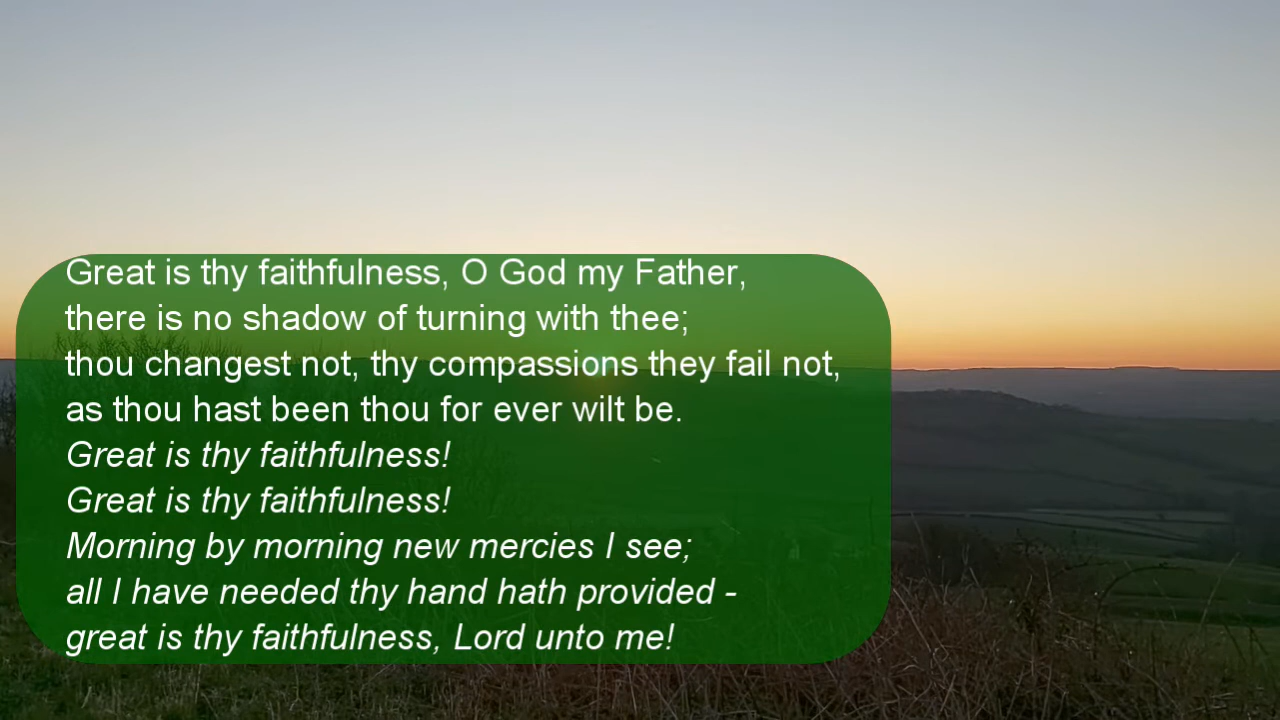 Great is thy faithfulness, O God my Father,
there is no shadow of turning with thee;
thou changest not, thy compassions they fail not,
as thou hast been thou for ever wilt be.
Great is thy faithfulness!
Great is thy faithfulness!
Morning by morning new mercies I see;
all I have needed thy hand hath provided -
great is thy faithfulness, Lord unto me!